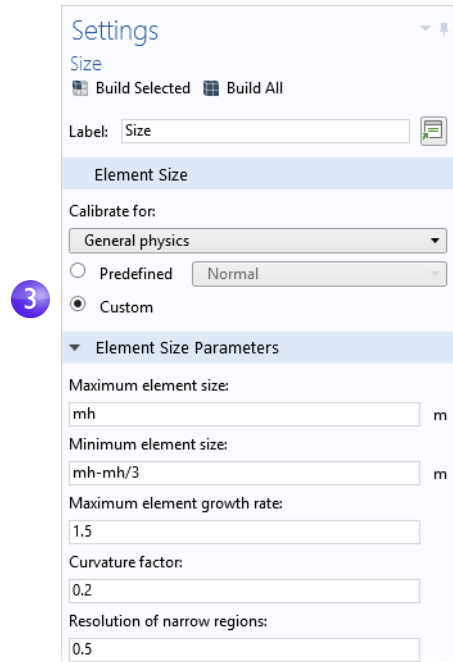 Settings
Size
Build Selected Build All
Label: Size
Element Size
Calibrate for:
General physics
Predefined Normal
3 Custom
Element Size Parameters
Maximum element size:
mh m
Minimum element size:
mh-mh/3 m
Maximum element growth rate:
1.5
Curvature factor:
0.2
Resolution of narrow regions:
0.5